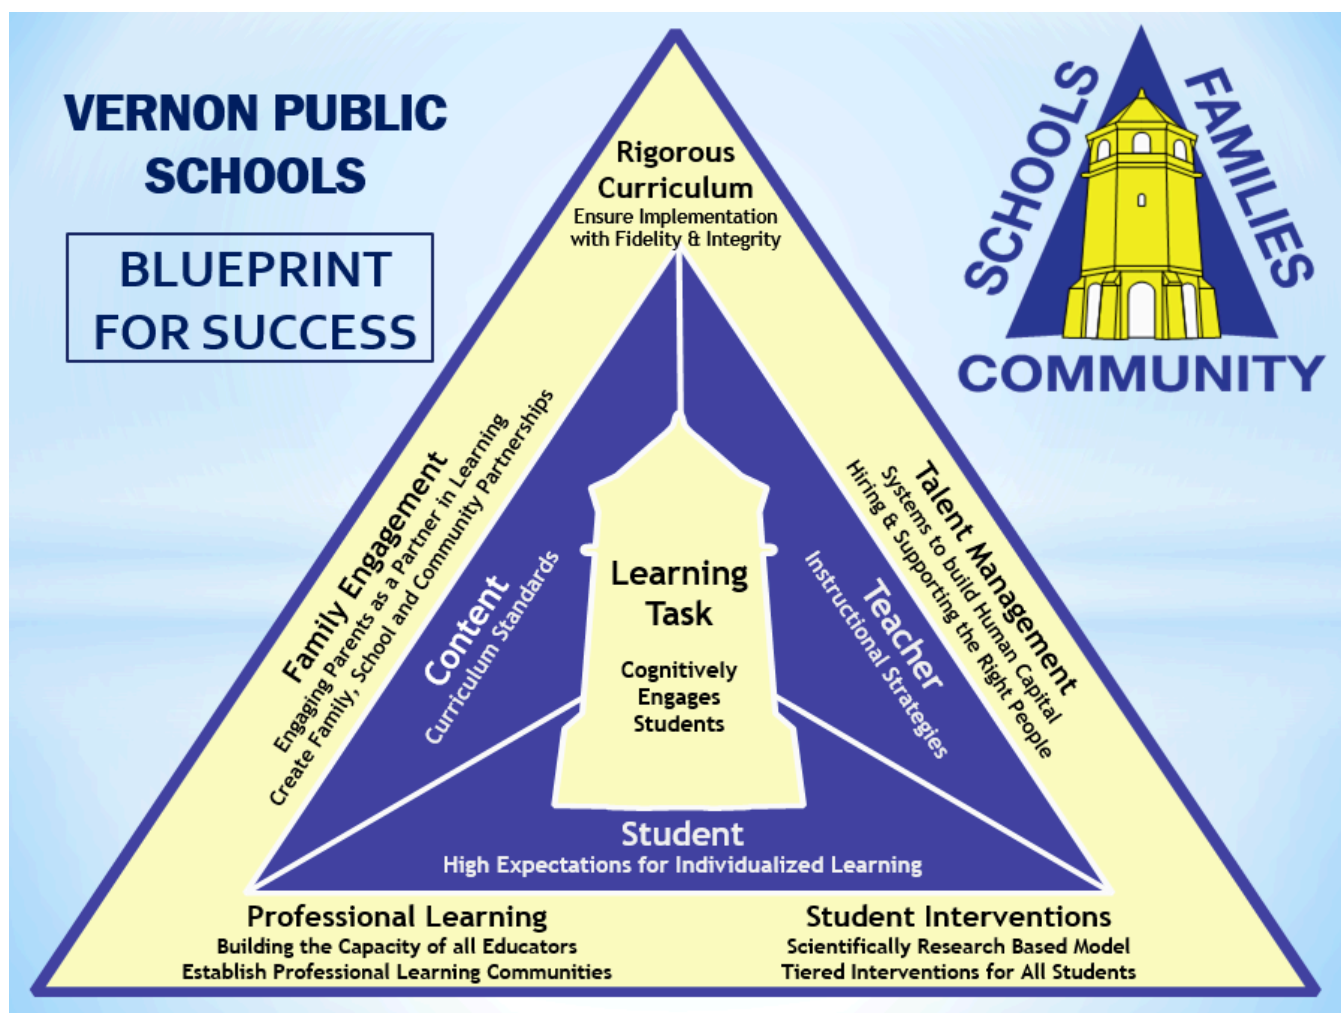 VERNON PUBLIC
SCHOOLS
BLUEPRINT
FOR SUCCESS
SCHOOLS
FAMILIES
COMMUNITY
Rigorous
Curriculum
Ensure Implementation
with Fidelity & Integrity
Family Engagement
Engaging Parents as a Partner in Learning
Create Family, School and Community Partnerships
Talent Management
Systems to build Human Capital
Hiring & Supporting the Right People
Content
Curriculum Standards
Learning
Task
Cognitively
Engages
Students
Teacher
Instructional Strategies
Student
High Expectations for Individualized Learning
Professional Learning
Building the Capacity of all Educators
Establish Professional Learning Communities
Student Interventions
Scientifically Research Based Model
Tiered Interventions for All Students